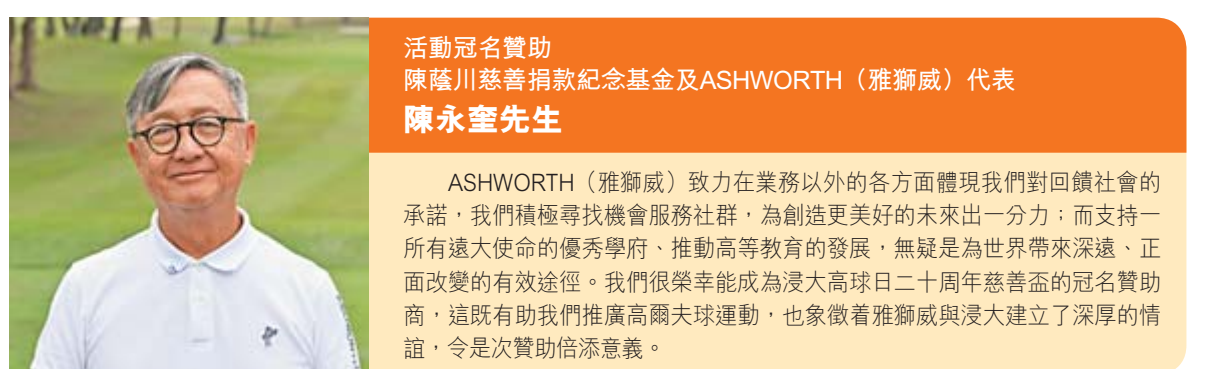 活動冠名贊助
陳蔭川慈善捐款紀念基金及ASHWORTH（雅獅威）代表
陳永奎先生
ASHWORTH（雅獅威）致力在業務以外的各方面體現我們對回饋社會的
承諾，我們積極尋找機會服務社群，為創造更美好的未來出一分力；而支持一
所有遠大使命的優秀學府、推動高等教育的發展，無疑是為世界帶來深遠、正
面改變的有效途徑。我們很榮幸能成為浸大高球日二十周年慈善盃的冠名贊助
商，這既有助我們推廣高爾夫球運動，也象徵着雅獅威與浸大建立了深厚的情
誼，令是次贊助倍添意義。